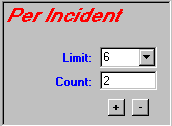 Per Incident
Limit: 6
Count: 2
+ -